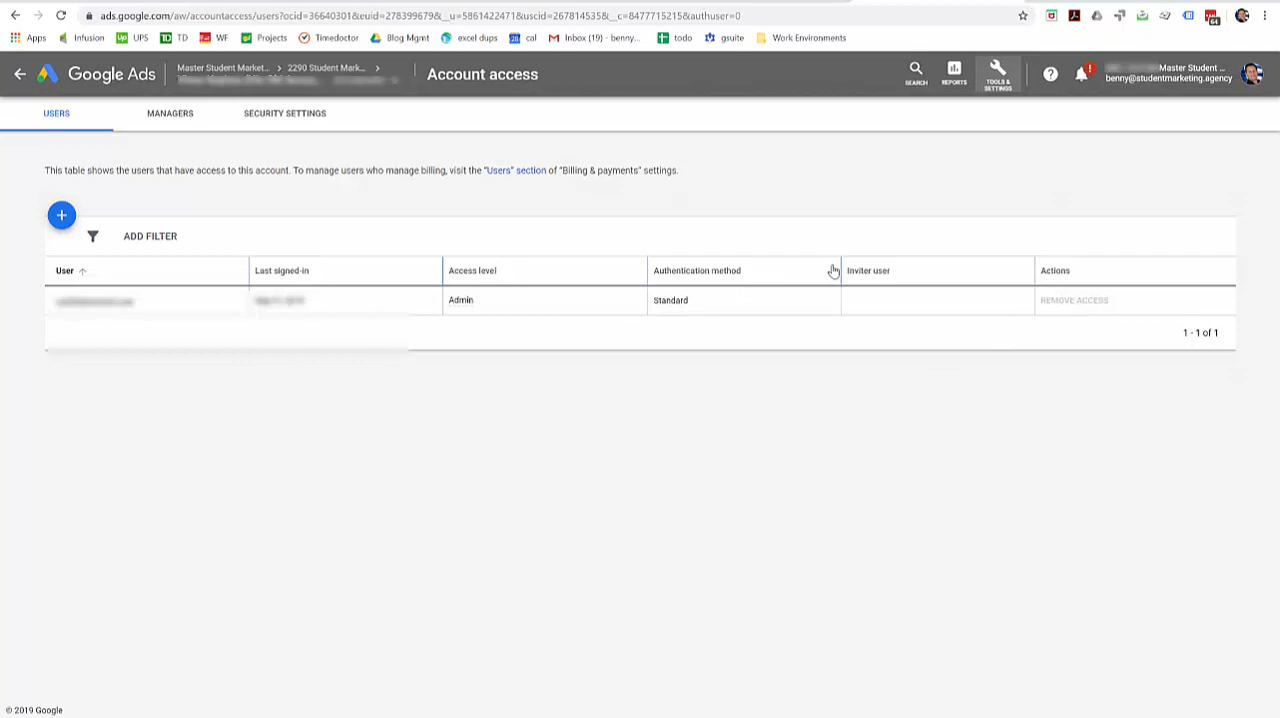 ads.google.com/aw/accountaccess/users?ocid=36640301&euid=278399679&__u=5861422479&uscid=267814535&__c=8477715215&authuser=0
64
Apps Infusion UPS TD WF Projects Timedoctor Blog Mgmt excel dups cal Inbox (19) - benny... todo gsuite Work Environments
Google Ads
Master Student Market... > 2290 Student Mark... >
Account access
SEARCH
REPORTS
TOOLS & SETTINGS
Master Student ...
benny@studentmarketing.agency
USERS MANAGERS SECURITY SETTINGS
This table shows the users that have access to this account. To manage users who manage billing, visit the "Users" section of "Billing & payments" settings.
ADD FILTER
User Last signed-in Access level Authentication method Inviter user Actions
Admin Standard REMOVE ACCESS
1 - 1 of 1
© 2019 Google